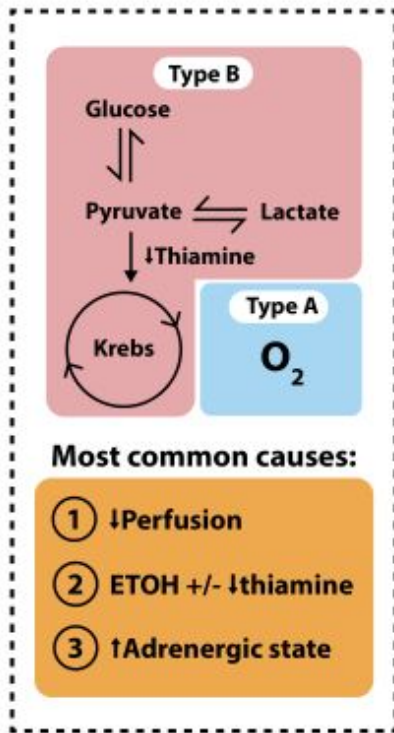 Type B
Glucose
Pyruvate Lactate
↓Thiamine
Krebs
Type A
O₂
Most common causes:
1 ↓Perfusion
2 ETOH +/- ↓thiamine
3 ↑Adrenergic state